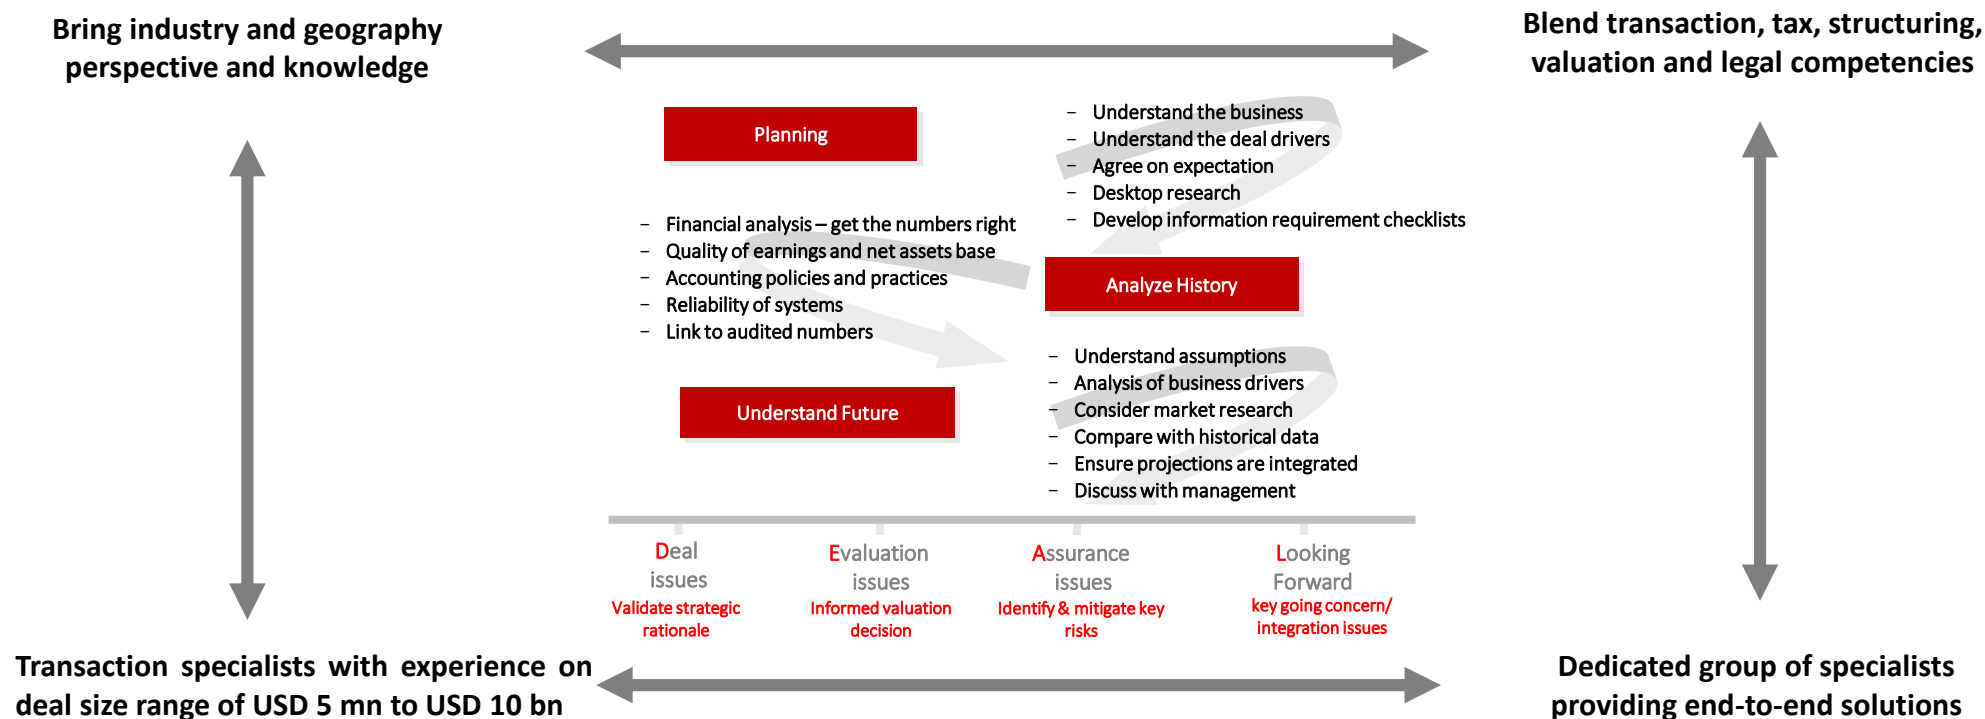 Bring industry and geography
perspective and knowledge
Blend transaction, tax, structuring,
valuation and legal competencies
Planning
– Understand the business
– Understand the deal drivers
– Agree on expectation
– Desktop research
– Develop information requirement checklists
– Financial analysis – get the numbers right
– Quality of earnings and net assets base
– Accounting policies and practices
– Reliability of systems
– Link to audited numbers
Analyze History
– Understand assumptions
– Analysis of business drivers
– Consider market research
– Compare with historical data
– Ensure projections are integrated
– Discuss with management
Understand Future
Deal
issues
Validate strategic
rationale
Evaluation
issues
Informed valuation
decision
Assurance
issues
Identify & mitigate key
risks
Looking
Forward
key going concern/
integration issues
Transaction specialists with experience on
deal size range of USD 5 mn to USD 10 bn
Dedicated group of specialists
providing end-to-end solutions